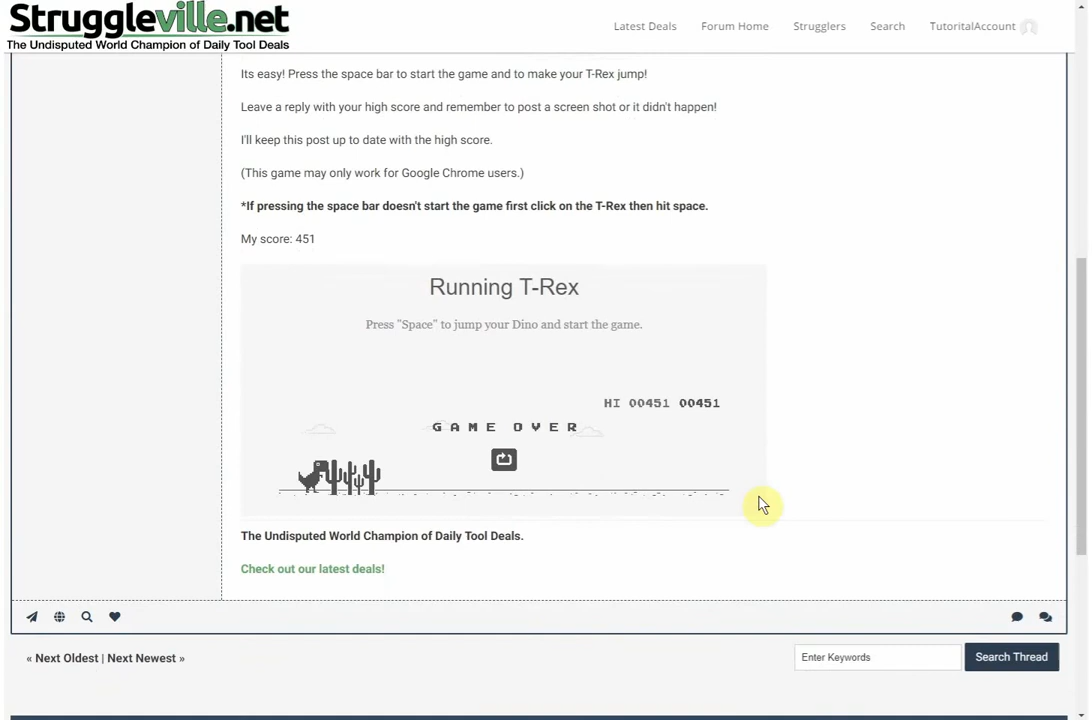 Struggleville.net
The Undisputed World Champion of Daily Tool Deals
Latest Deals Forum Home Strugglers Search TutoritalAccount
Its easy! Press the space bar to start the game and to make your T-Rex jump!
Leave a reply with your high score and remember to post a screen shot or it didn't happen!
I'll keep this post up to date with the high score.
(This game may only work for Google Chrome users.)
*If pressing the space bar doesn't start the game first click on the T-Rex then hit space.
My score: 451
Running T-Rex
Press "Space" to jump your Dino and start the game.
HI 00451 00451
GAME OVER
The Undisputed World Champion of Daily Tool Deals.
Check out our latest deals!
« Next Oldest | Next Newest »
Enter Keywords
Search Thread